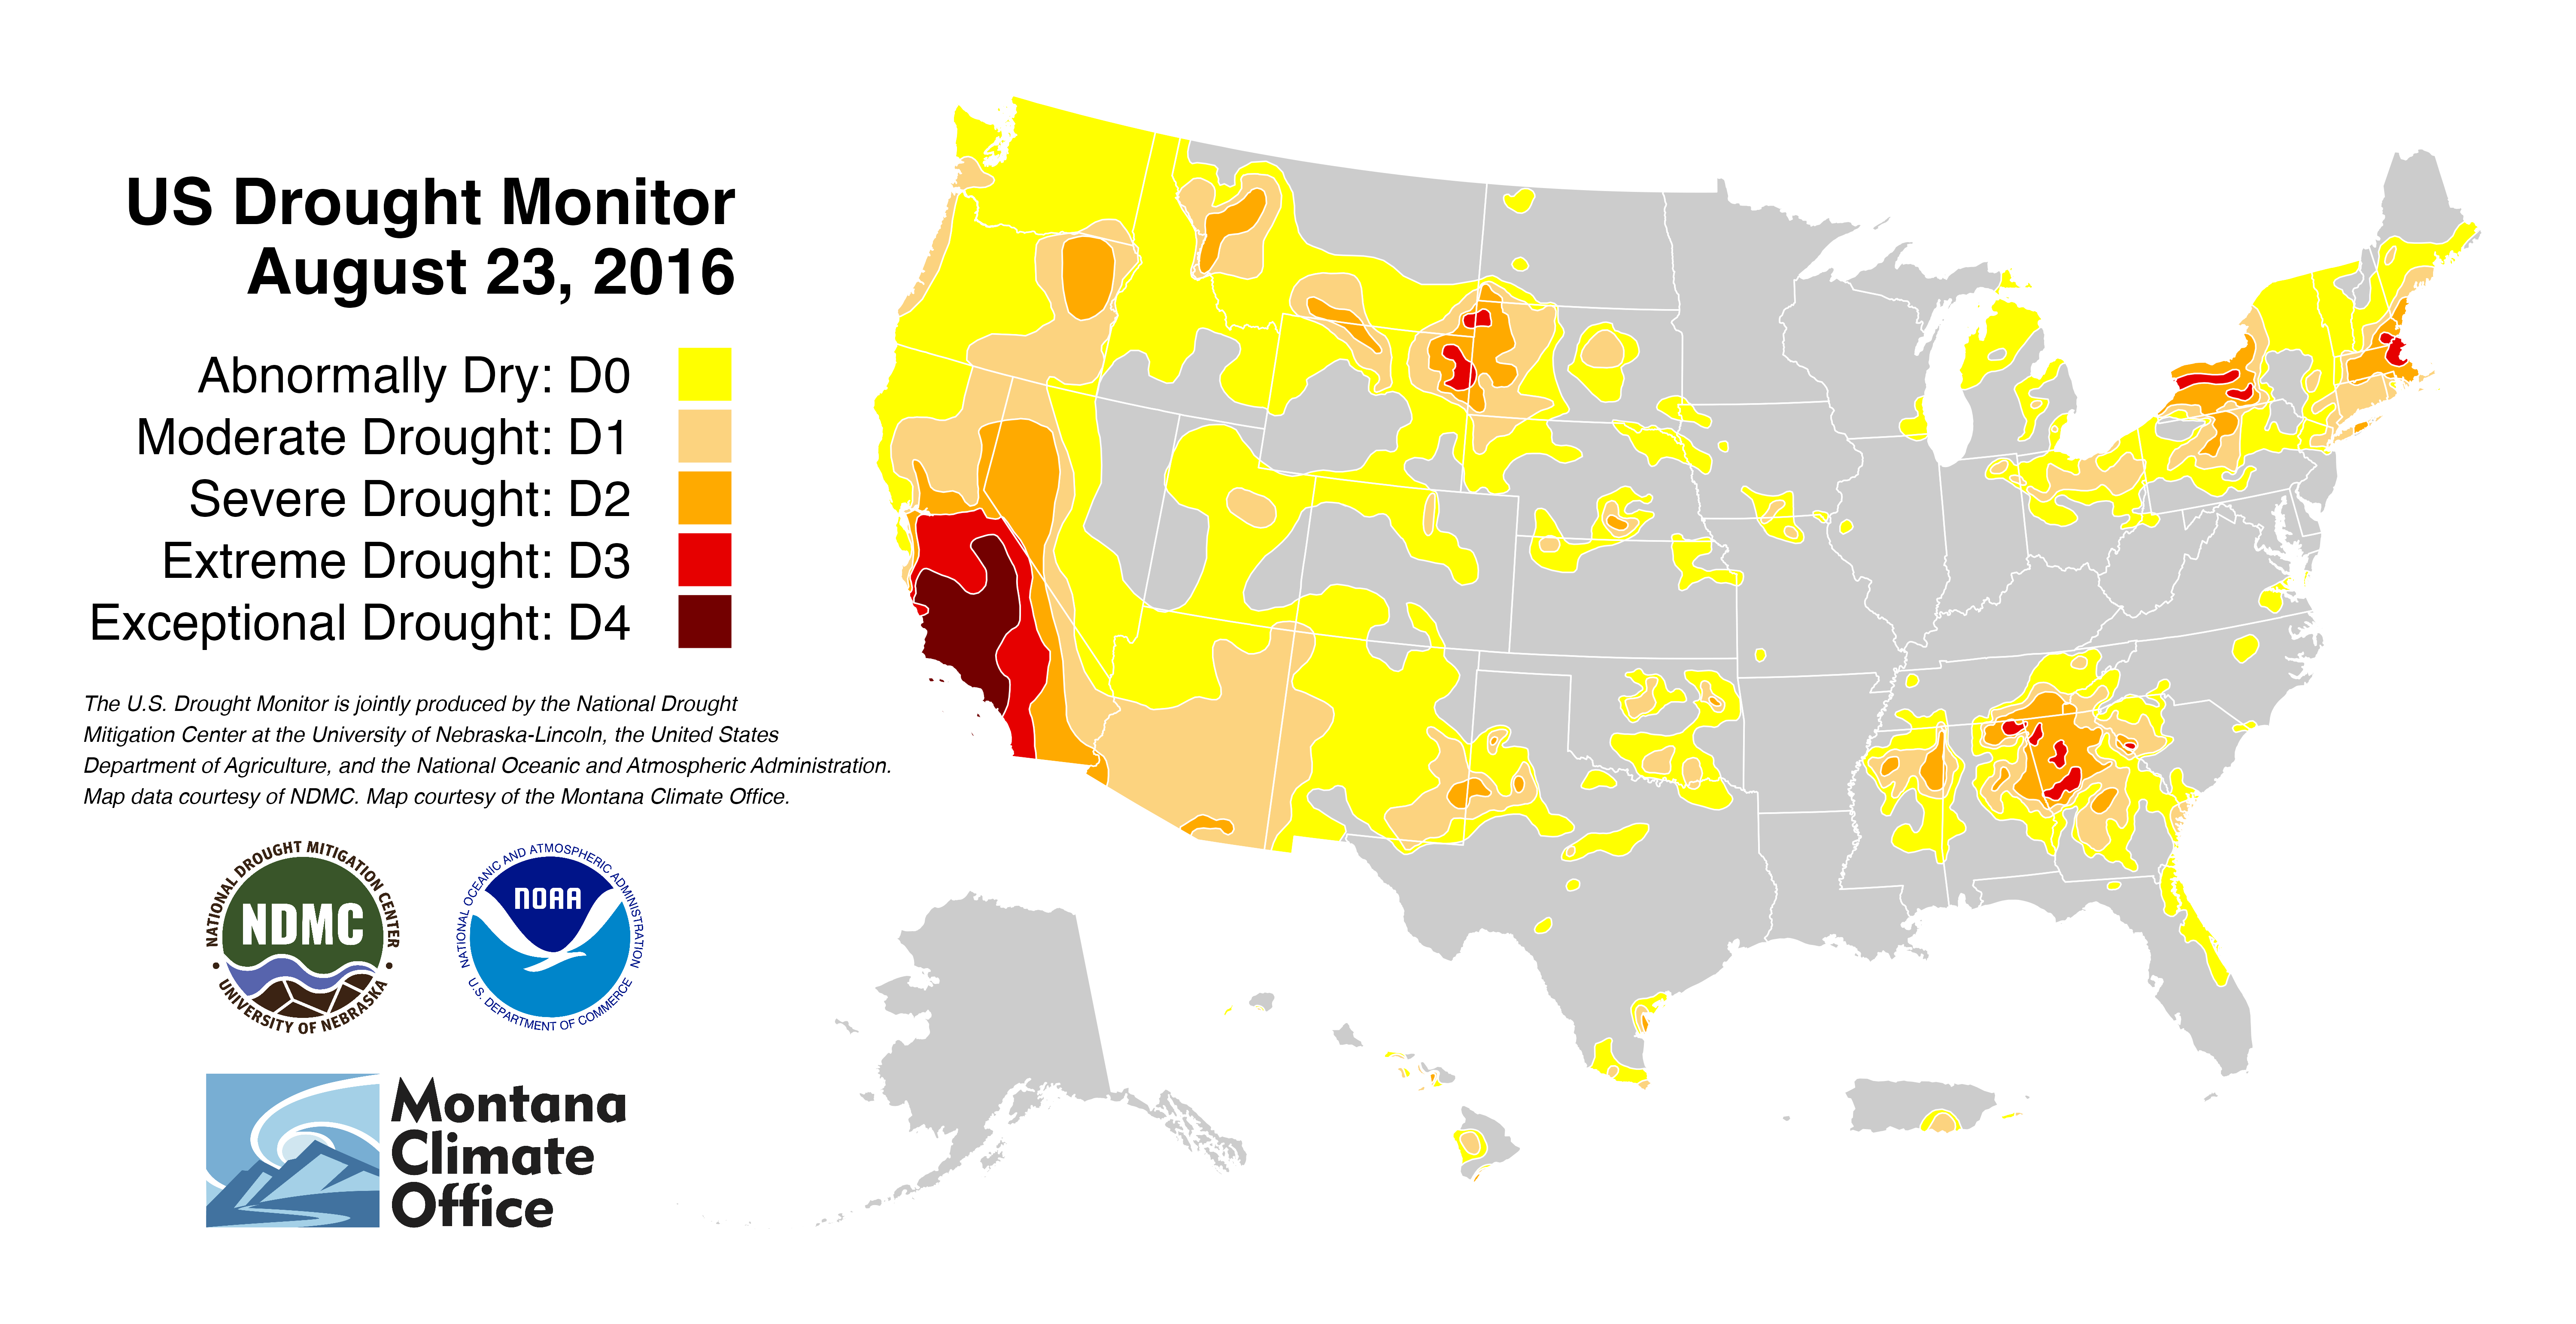 US Drought Monitor
August 23, 2016
Abnormally Dry: D0
Moderate Drought: D1
Severe Drought: D2
Extreme Drought: D3
Exceptional Drought: D4
The U.S. Drought Monitor is jointly produced by the National Drought
Mitigation Center at the University of Nebraska-Lincoln, the United States
Department of Agriculture, and the National Oceanic and Atmospheric Administration.
Map data courtesy of NDMC. Map courtesy of the Montana Climate Office.
NATIONAL DROUGHT MITIGATION CENTER
NDMC
• UNIVERSITY OF NEBRASKA •
NATIONAL OCEANIC AND ATMOSPHERIC ADMINISTRATION
NOAA
U.S. DEPARTMENT OF COMMERCE
Montana
Climate
Office